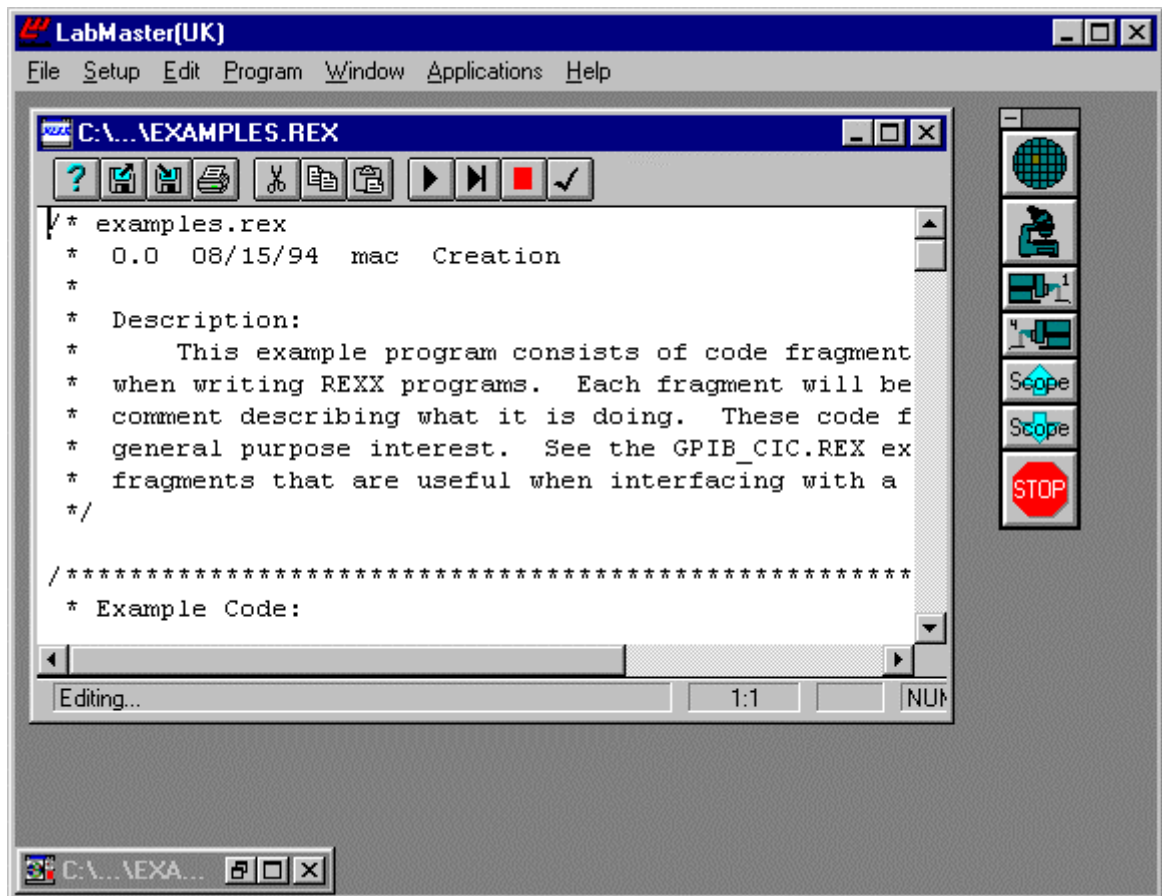 LabMaster(UK)
File Setup Edit Program Window Applications Help
C:\...\EXAMPLES.REX
?
/* examples.rex
* 0.0 08/15/94 mac Creation
*
* Description:
* This example program consists of code fragment
* when writing REXX programs. Each fragment will be
* comment describing what it is doing. These code f
* general purpose interest. See the GPIB_CIC.REX ex
* fragments that are useful when interfacing with a
*/
/*****************************************************
* Example Code:
Editing... 1:1 NUM
1
4
Scope
Scope
STOP
C:\...\EXA...